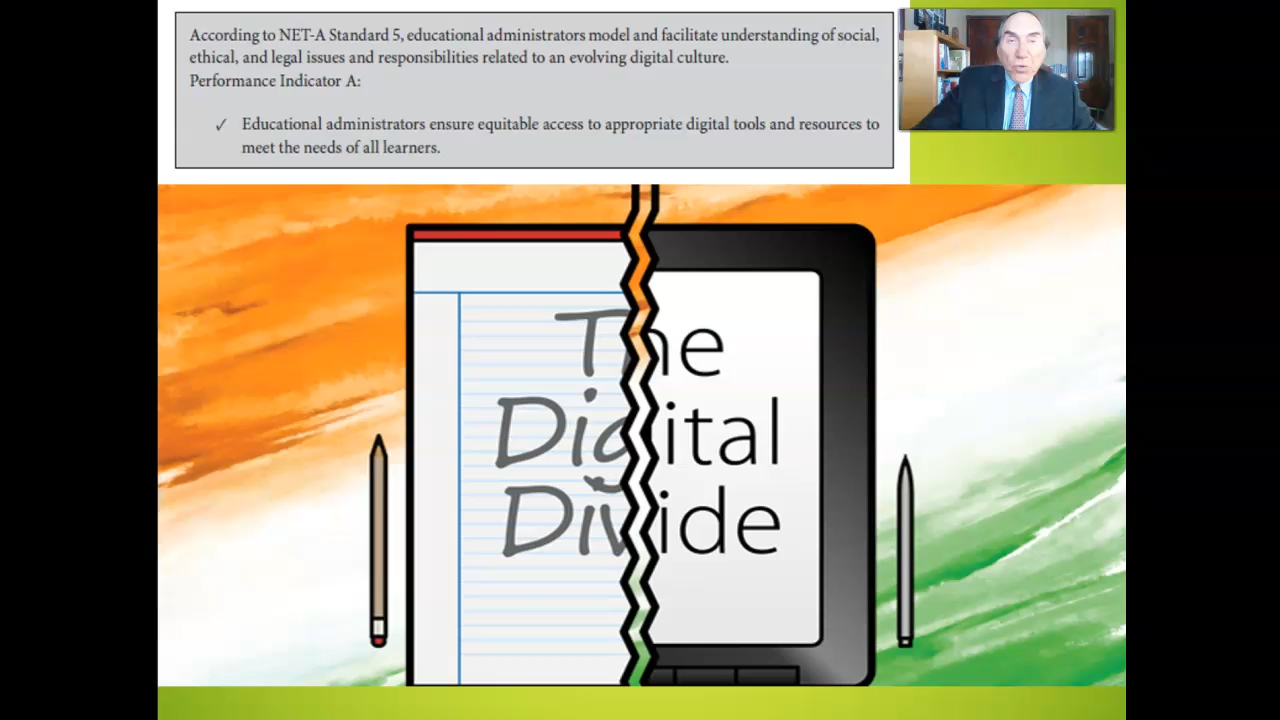 According to NET-A Standard 5, educational administrators model and facilitate understanding of social,
ethical, and legal issues and responsibilities related to an evolving digital culture.
Performance Indicator A:
✓ Educational administrators ensure equitable access to appropriate digital tools and resources to
meet the needs of all learners.
The
Digital
Divide